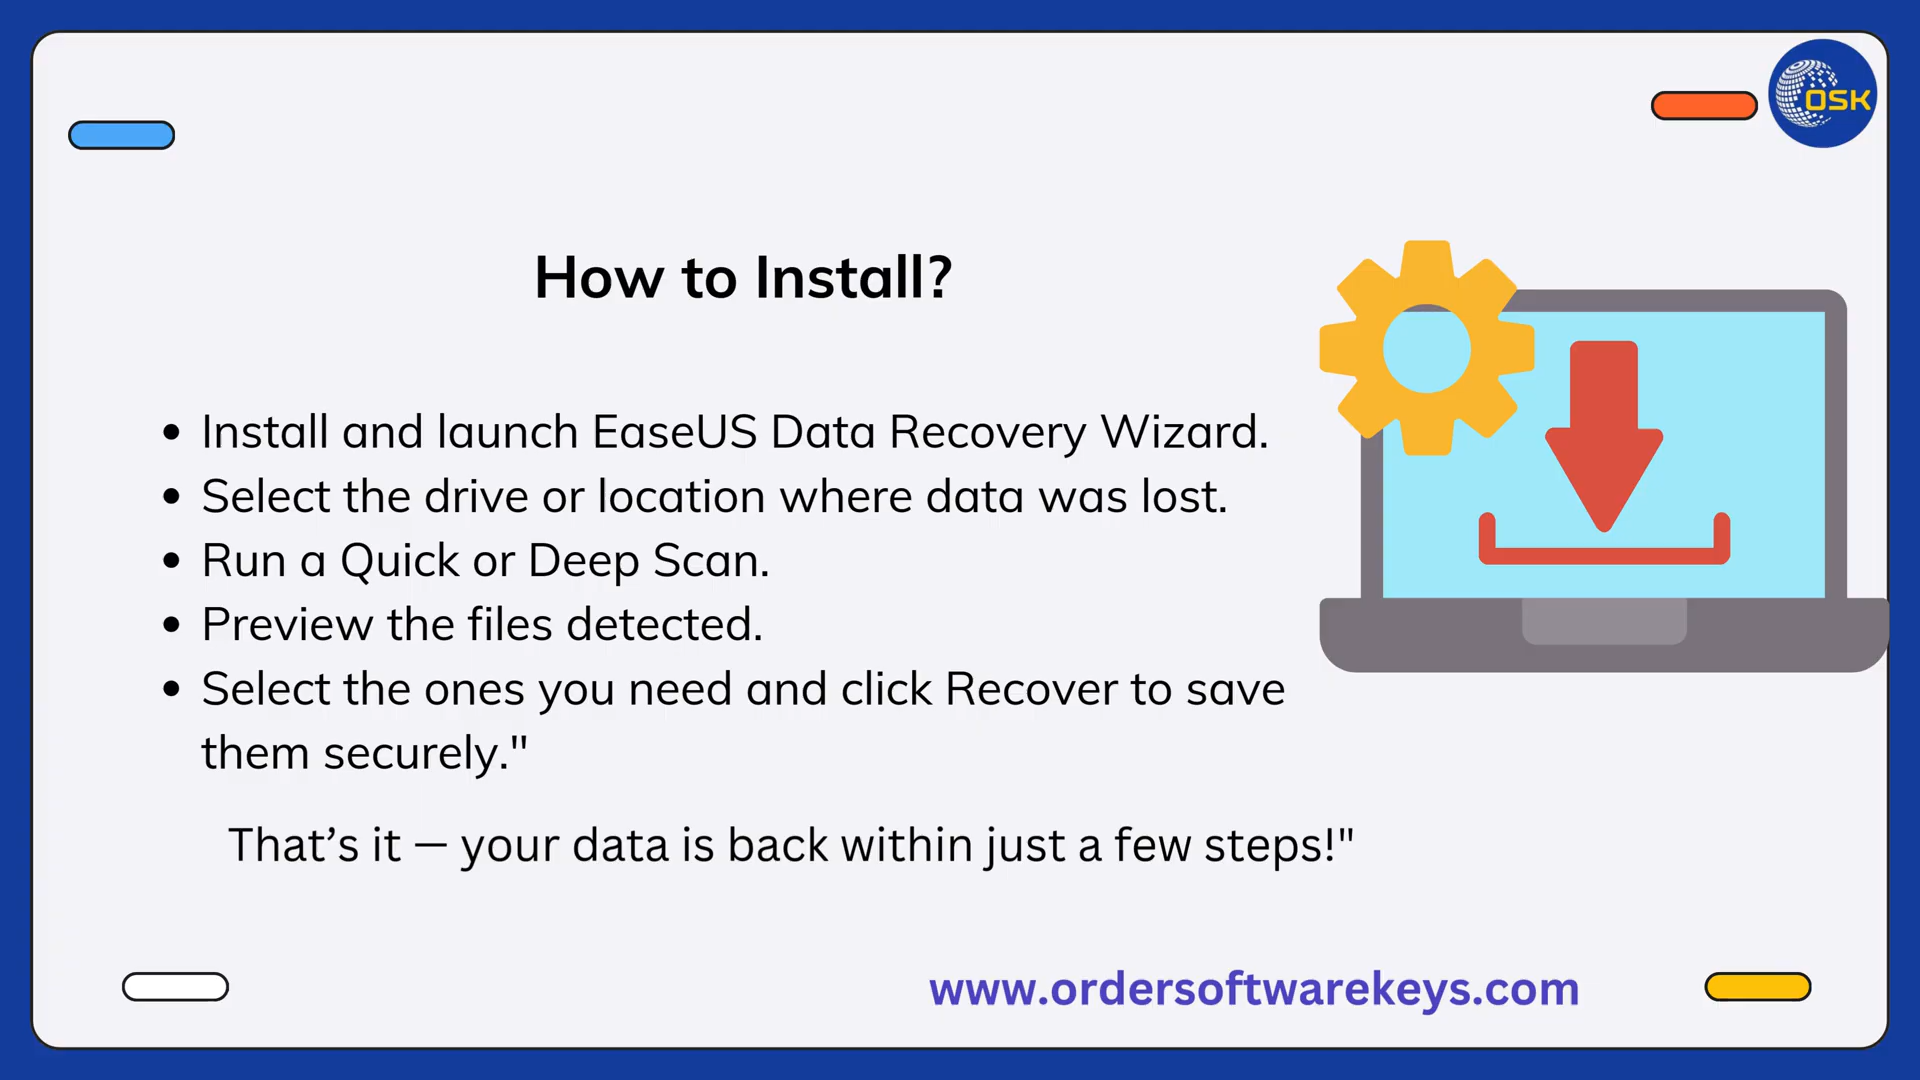 OSK
How to Install?
• Install and launch EaseUS Data Recovery Wizard.
• Select the drive or location where data was lost.
• Run a Quick or Deep Scan.
• Preview the files detected.
• Select the ones you need and click Recover to save
them securely."
That’s it — your data is back within just a few steps!"
www.ordersoftwarekeys.com